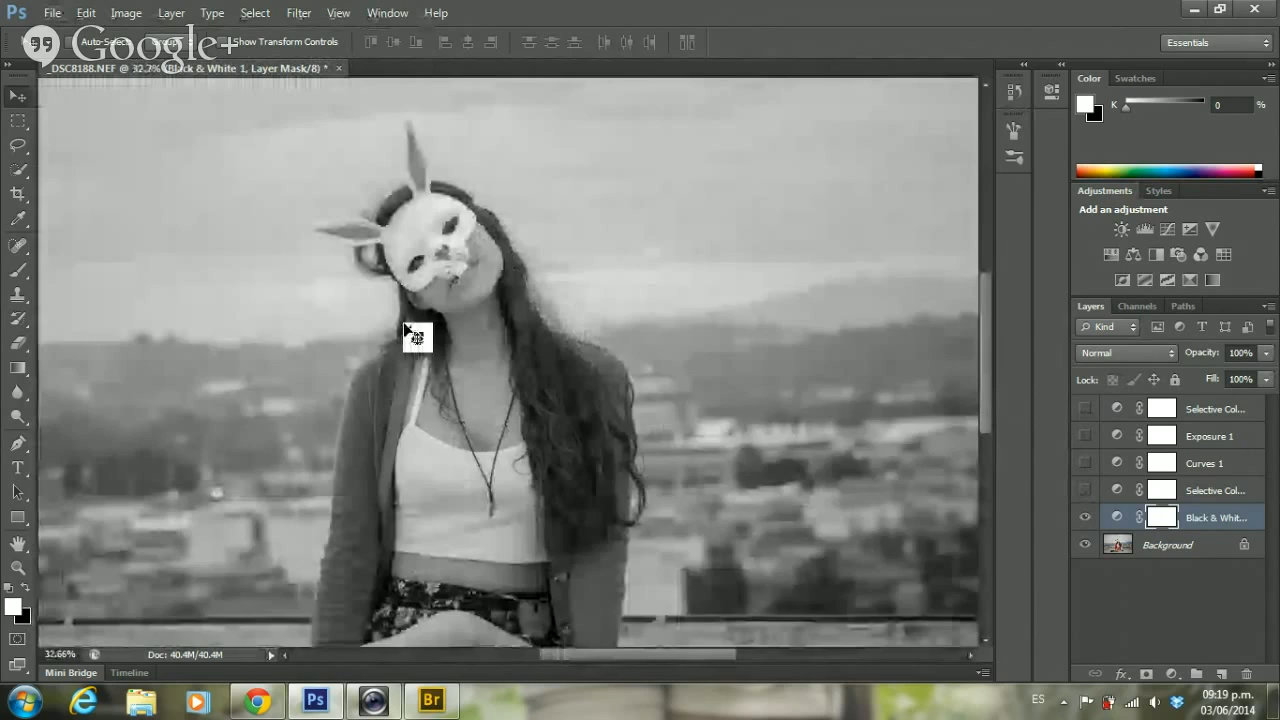 Ps File Edit Image Layer Type Select Filter View Window Help
Google+
Auto-Select: Group Show Transform Controls Essentials
_DSC8188.NEF @ 32.7% (Black & White 1, Layer Mask/8) * ×
Color Swatches
K 0 %
Adjustments Styles
Add an adjustment
Layers Channels Paths
Kind
Normal Opacity: 100%
Lock: Fill: 100%
Selective Col...
Exposure 1
Curves 1
Selective Col...
Black & Whit...
Background
32.66% Doc: 40.4M/40.4M
Mini Bridge Timeline
Ps Br ES 09:19 p.m.
03/06/2014